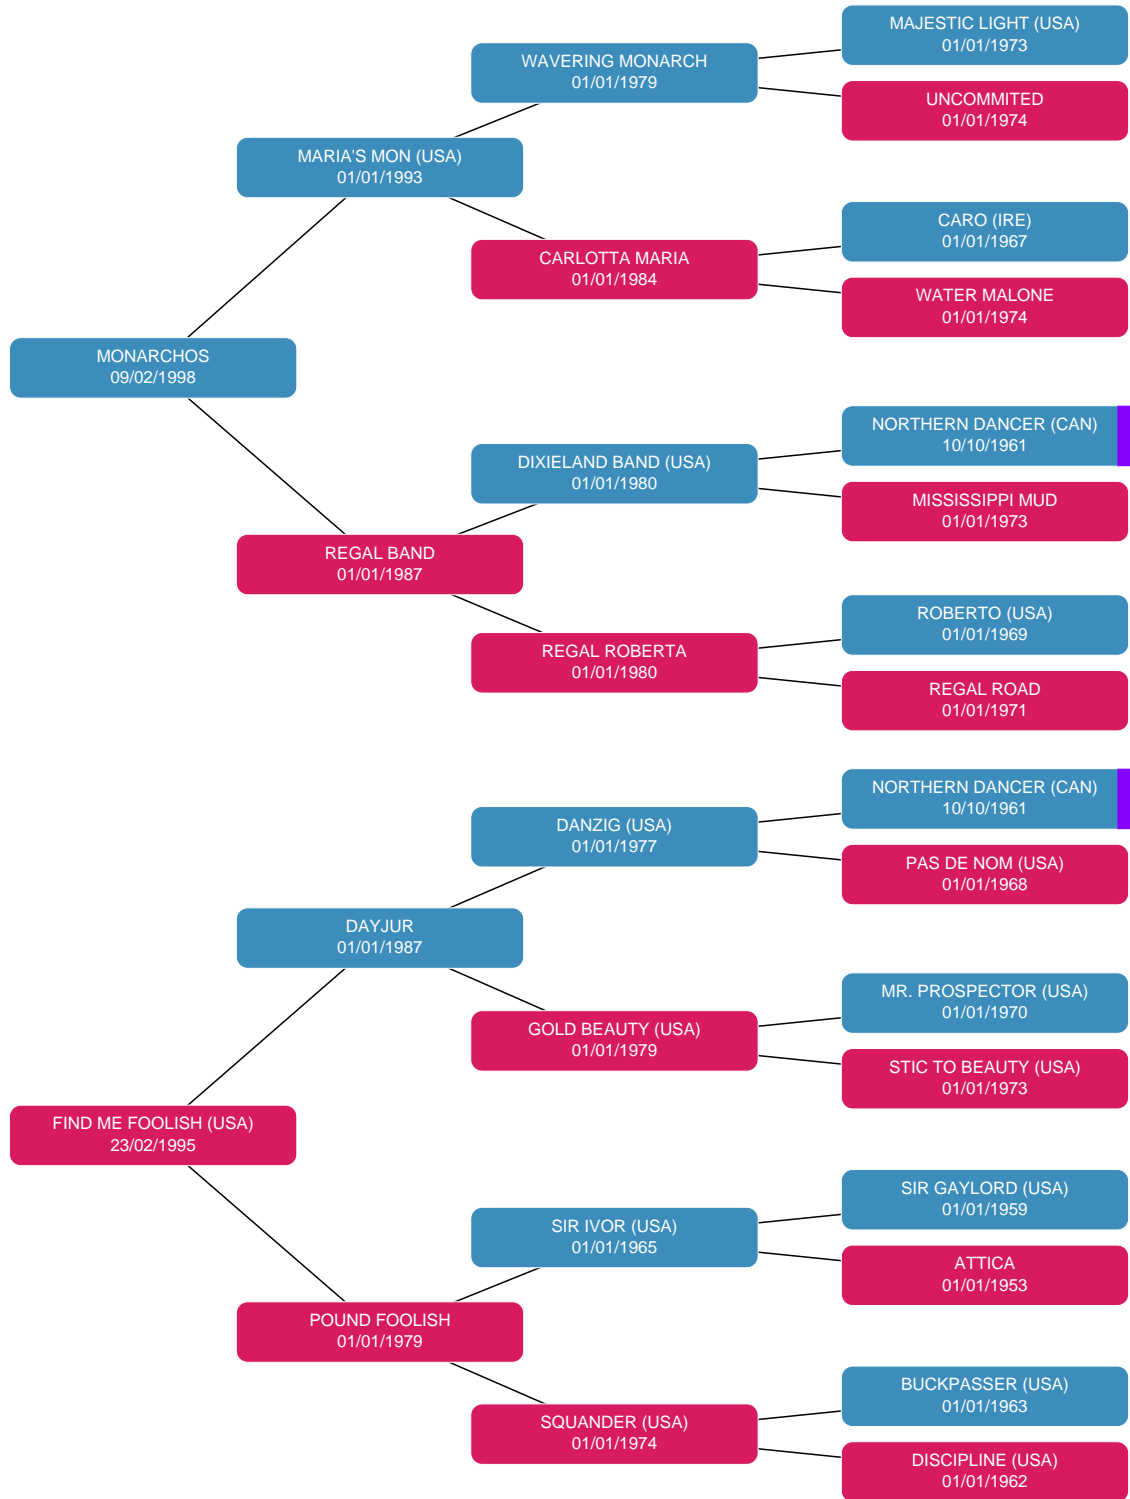 MAJESTIC LIGHT (USA)
01/01/1973
WAVERING MONARCH
01/01/1979
UNCOMMITED
01/01/1974
MARIA'S MON (USA)
01/01/1993
CARO (IRE)
01/01/1967
CARLOTTA MARIA
01/01/1984
WATER MALONE
01/01/1974
MONARCHOS
09/02/1998
NORTHERN DANCER (CAN)
10/10/1961
DIXIELAND BAND (USA)
01/01/1980
MISSISSIPPI MUD
01/01/1973
REGAL BAND
01/01/1987
ROBERTO (USA)
01/01/1969
REGAL ROBERTA
01/01/1980
REGAL ROAD
01/01/1971
NORTHERN DANCER (CAN)
10/10/1961
DANZIG (USA)
01/01/1977
PAS DE NOM (USA)
01/01/1968
DAYJUR
01/01/1987
MR. PROSPECTOR (USA)
01/01/1970
GOLD BEAUTY (USA)
01/01/1979
STIC TO BEAUTY (USA)
01/01/1973
FIND ME FOOLISH (USA)
23/02/1995
SIR GAYLORD (USA)
01/01/1959
SIR IVOR (USA)
01/01/1965
ATTICA
01/01/1953
POUND FOOLISH
01/01/1979
BUCKPASSER (USA)
01/01/1963
SQUANDER (USA)
01/01/1974
DISCIPLINE (USA)
01/01/1962